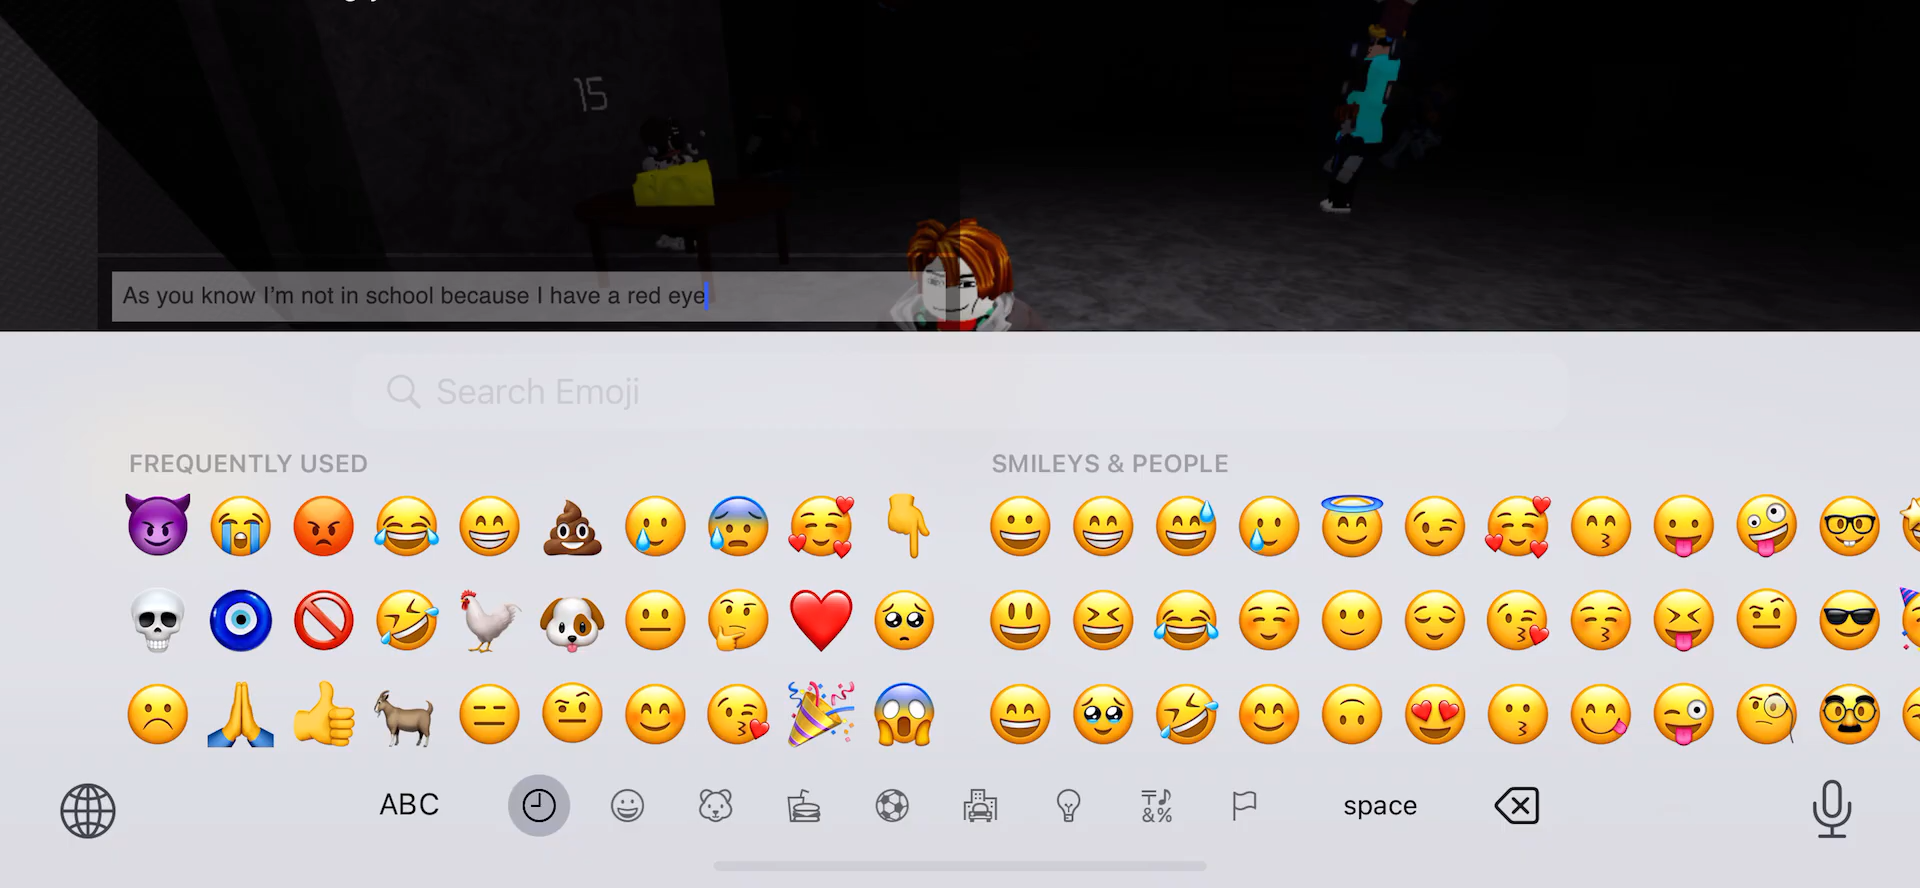 15
As you know I'm not in school because I have a red eye
Search Emoji
FREQUENTLY USED
SMILEYS & PEOPLE
ABC
space